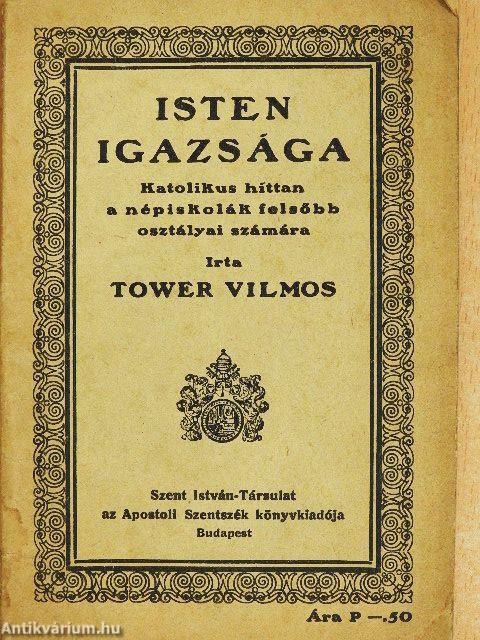 ISTEN
IGAZSÁGA
Katolikus hittan
a népiskolák felsőbb
osztályai számára
Irta
TOWER VILMOS
Szent István-Társulat
az Apostoli Szentszék könyvkiadója
Budapest
Ára P —.50
Antikvárium.hu